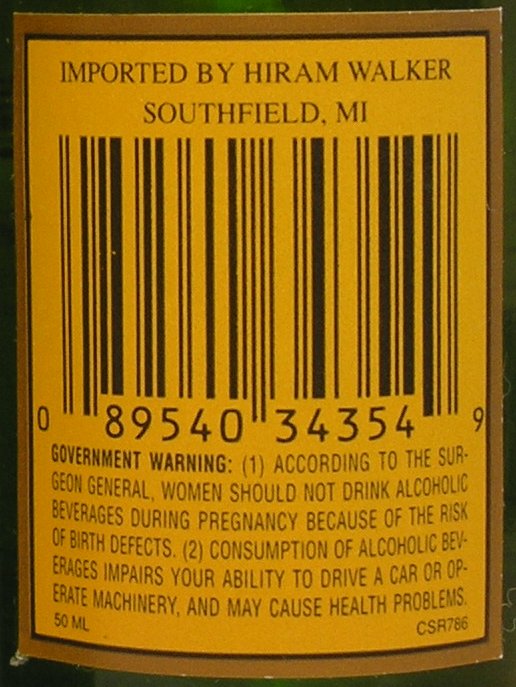 IMPORTED BY HIRAM WALKER
SOUTHFIELD, MI
0 89540 34354 9
GOVERNMENT WARNING: (1) ACCORDING TO THE SUR-
GEON GENERAL, WOMEN SHOULD NOT DRINK ALCOHOLIC
BEVERAGES DURING PREGNANCY BECAUSE OF THE RISK
OF BIRTH DEFECTS. (2) CONSUMPTION OF ALCOHOLIC BEV-
ERAGES IMPAIRS YOUR ABILITY TO DRIVE A CAR OR OP-
ERATE MACHINERY, AND MAY CAUSE HEALTH PROBLEMS.
50 ML CSR786